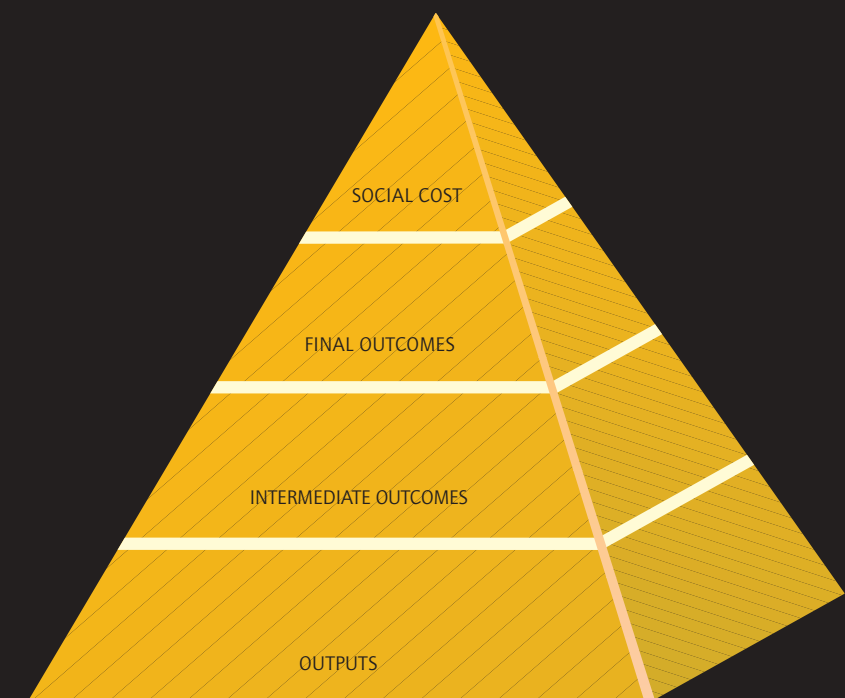 SOCIAL COST
FINAL OUTCOMES
INTERMEDIATE OUTCOMES
OUTPUTS